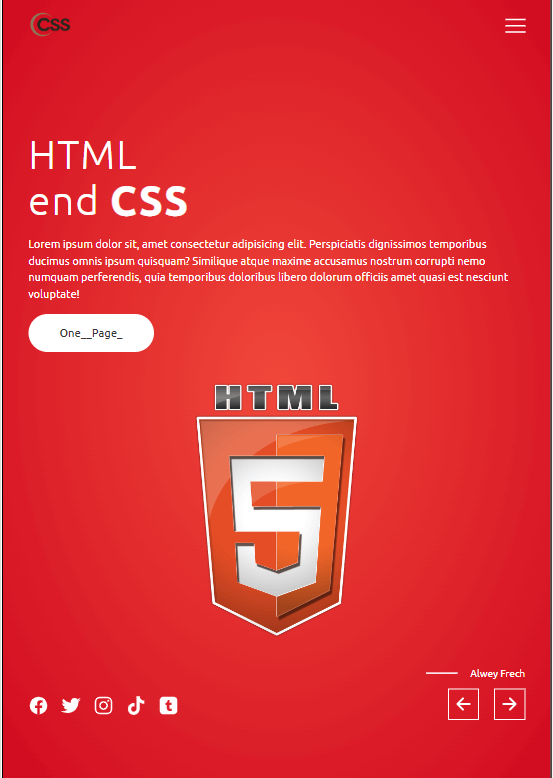 CSS
HTML
end CSS
Lorem ipsum dolor sit, amet consectetur adipisicing elit. Perspiciatis dignissimos temporibus
ducimus omnis ipsum quisquam? Similique atque maxime accusamus nostrum corrupti nemo
numquam perferendis, quia temporibus doloribus libero dolorum officiis amet quasi est nesciunt
voluptate!
One__Page_
HTML
5
Alwey Frech